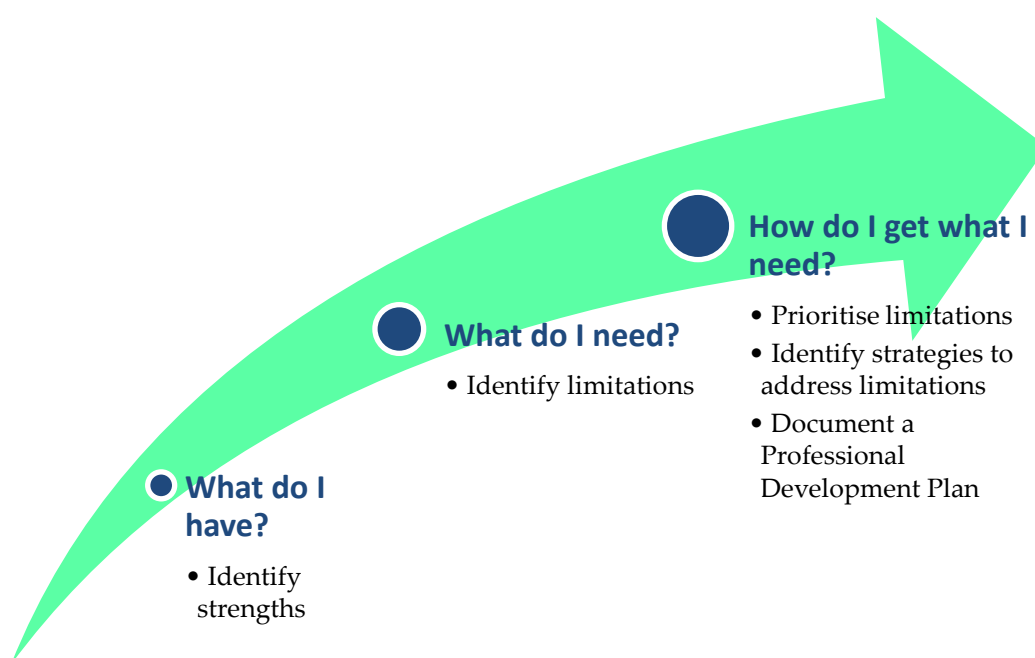 What do I
have?
• Identify
strengths
What do I need?
• Identify limitations
How do I get what I
need?
• Prioritise limitations
• Identify strategies to
address limitations
• Document a
Professional
Development Plan